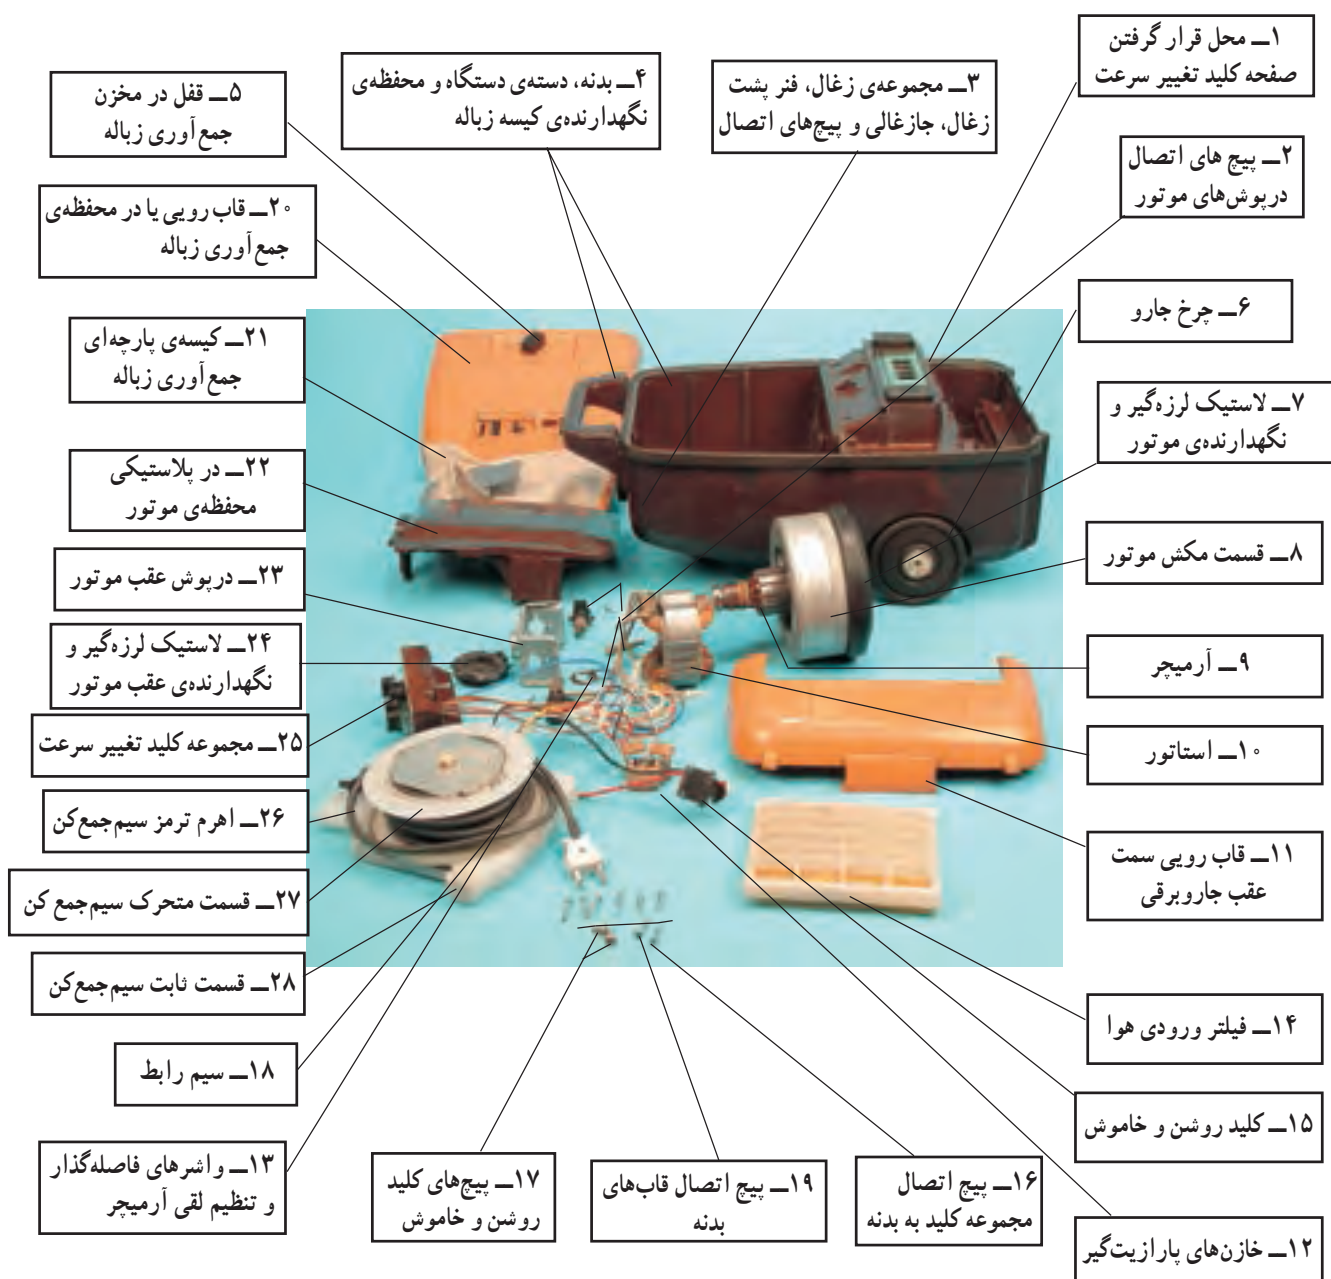 ۱ــ محل قرار گرفتن
صفحه کلید تغییر سرعت
۲ــ پیچ های اتصال
درپوش‌های موتور
۳ــ مجموعه‌ی زغال، فنر پشت
زغال، جازغالی و پیچ‌های اتصال
۴ــ بدنه، دسته‌ی دستگاه و محفظه‌ی
نگهدارنده‌ی کیسه زباله
۵ــ قفل در مخزن
جمع‌آوری زباله
۲۰ــ قاب رویی یا در محفظه‌ی
جمع‌آوری زباله
۶ــ چرخ جارو
۲۱ــ کیسه‌ی پارچه‌ای
جمع‌آوری زباله
۷ــ لاستیک لرزه‌گیر و
نگهدارنده‌ی موتور
۲۲ــ در پلاستیکی
محفظه‌ی موتور
۸ــ قسمت مکش موتور
۲۳ــ درپوش عقب موتور
۹ــ آرمیچر
۲۴ــ لاستیک لرزه‌گیر و
نگهدارنده‌ی عقب موتور
۱۰ــ استاتور
۲۵ــ مجموعه کلید تغییر سرعت
۲۶ــ اهرم ترمز سیم‌جمع‌کن
۱۱ــ قاب رویی سمت
عقب جاروبرقی
۲۷ــ قسمت متحرک سیم‌جمع کن
۲۸ــ قسمت ثابت سیم‌جمع‌کن
۱۴ــ فیلتر ورودی هوا
۱۸ــ سیم رابط
۱۵ــ کلید روشن و خاموش
۱۶ــ پیچ اتصال
مجموعه کلید به بدنه
۱۹ــ پیچ اتصال قاب‌های
بدنه
۱۷ــ پیچ‌های کلید
روشن و خاموش
۱۳ــ واشرهای فاصله‌گذار
و تنظیم لقی آرمیچر
۱۲ــ خازن‌های پارازیت‌گیر